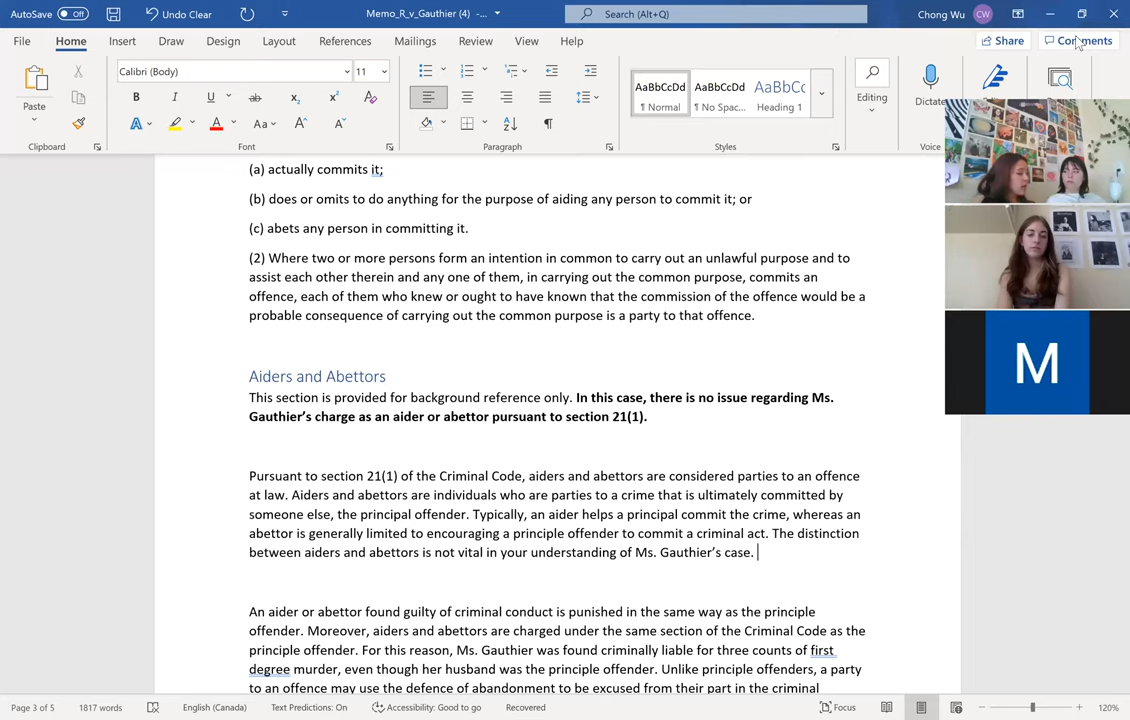 AutoSave Off Undo Clear Memo_R_v_Gauthier (4) -... Search (Alt+Q) Chong Wu CW
File Home Insert Draw Design Layout References Mailings Review View Help Share Comments
Paste Calibri (Body) 11 AaBbCcDd AaBbCcDd AaBbCc Editing Dictate
B I U ab x₂ x² A ¶ Normal ¶ No Spac... Heading 1
A A Aa A A
Clipboard Font Paragraph Styles Voice
(a) actually commits it;
(b) does or omits to do anything for the purpose of aiding any person to commit it; or
(c) abets any person in committing it.
(2) Where two or more persons form an intention in common to carry out an unlawful purpose and to
assist each other therein and any one of them, in carrying out the common purpose, commits an
offence, each of them who knew or ought to have known that the commission of the offence would be a
probable consequence of carrying out the common purpose is a party to that offence.
Aiders and Abettors
This section is provided for background reference only. In this case, there is no issue regarding Ms.
Gauthier's charge as an aider or abettor pursuant to section 21(1).
M
Pursuant to section 21(1) of the Criminal Code, aiders and abettors are considered parties to an offence
at law. Aiders and abettors are individuals who are parties to a crime that is ultimately committed by
someone else, the principal offender. Typically, an aider helps a principal commit the crime, whereas an
abettor is generally limited to encouraging a principle offender to commit a criminal act. The distinction
between aiders and abettors is not vital in your understanding of Ms. Gauthier's case.
An aider or abettor found guilty of criminal conduct is punished in the same way as the principle
offender. Moreover, aiders and abettors are charged under the same section of the Criminal Code as the
principle offender. For this reason, Ms. Gauthier was found criminally liable for three counts of first
degree murder, even though her husband was the principle offender. Unlike principle offenders, a party
to an offence may use the defence of abandonment to be excused from their part in the criminal
Page 3 of 5 1817 words English (Canada) Text Predictions: On Accessibility: Good to go Recovered Focus 120%